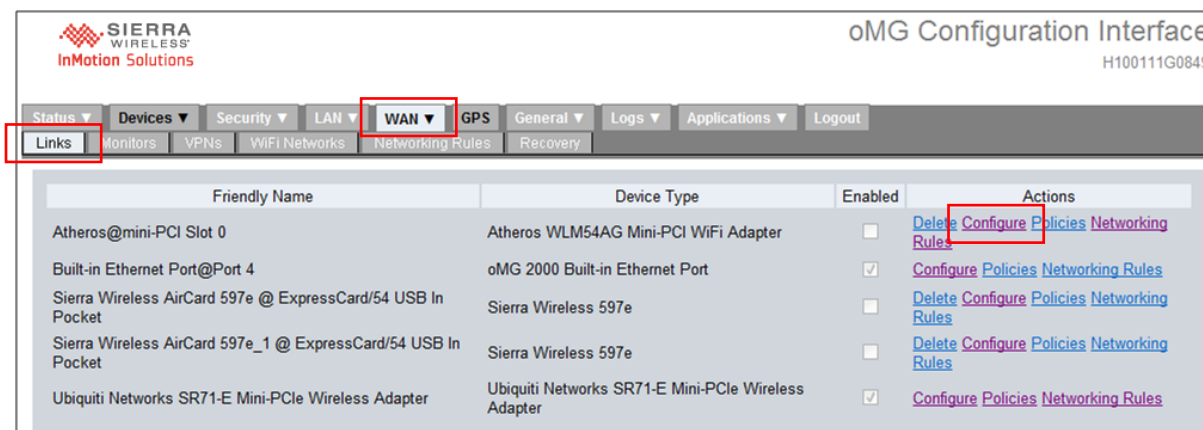 SIERRA
WIRELESS
InMotion Solutions
oMG Configuration Interface
H100111G0849
Status ▼ Devices ▼ Security ▼ LAN ▼ WAN ▼ GPS General ▼ Logs ▼ Applications ▼ Logout
Links Monitors VPNs WiFi Networks Networking Rules Recovery
Friendly Name Device Type Enabled Actions
Atheros@mini-PCI Slot 0 Atheros WLM54AG Mini-PCI WiFi Adapter Delete Configure Policies Networking
Rules
Built-in Ethernet Port@Port 4 oMG 2000 Built-in Ethernet Port Configure Policies Networking Rules
Sierra Wireless AirCard 597e @ ExpressCard/54 USB In
Pocket
Sierra Wireless 597e
Delete Configure Policies Networking
Rules
Sierra Wireless AirCard 597e_1 @ ExpressCard/54 USB In
Pocket
Sierra Wireless 597e
Delete Configure Policies Networking
Rules
Ubiquiti Networks SR71-E Mini-PCIe Wireless Adapter
Ubiquiti Networks SR71-E Mini-PCIe Wireless
Adapter
Configure Policies Networking Rules